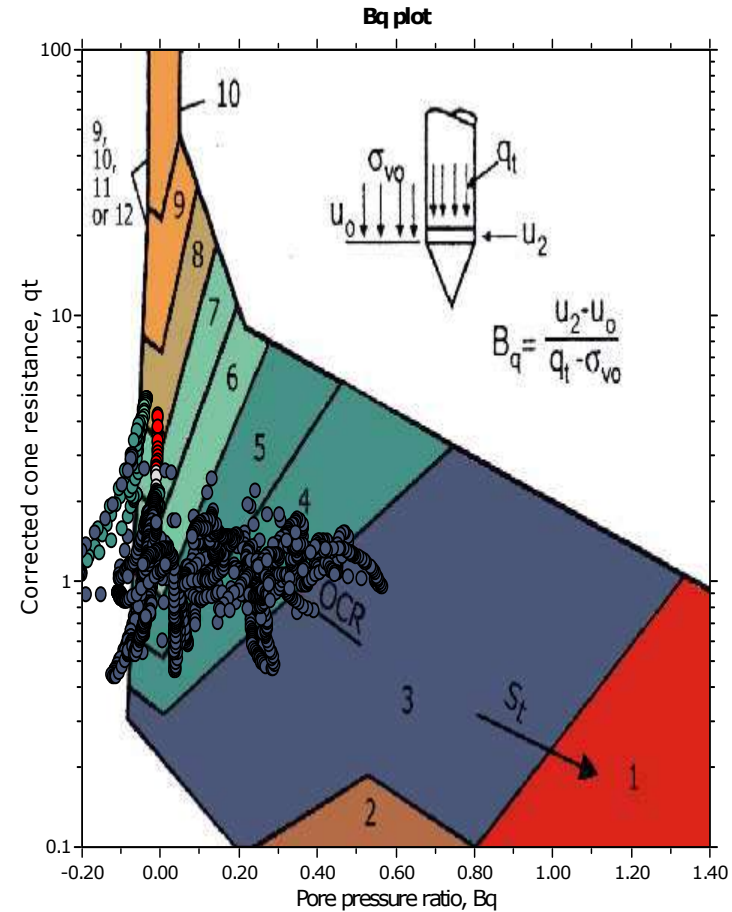 Bq plot
Corrected cone resistance, qt
100
10
1
0.1
10
9,
10,
11
or 12
9
8
7
6
5
4
3
2
1
σvo
qt
uo
u2
Bq= u2-uo
qt -σvo
OCR
St
-0.20 0.00 0.20 0.40 0.60 0.80 1.00 1.20 1.40
Pore pressure ratio, Bq